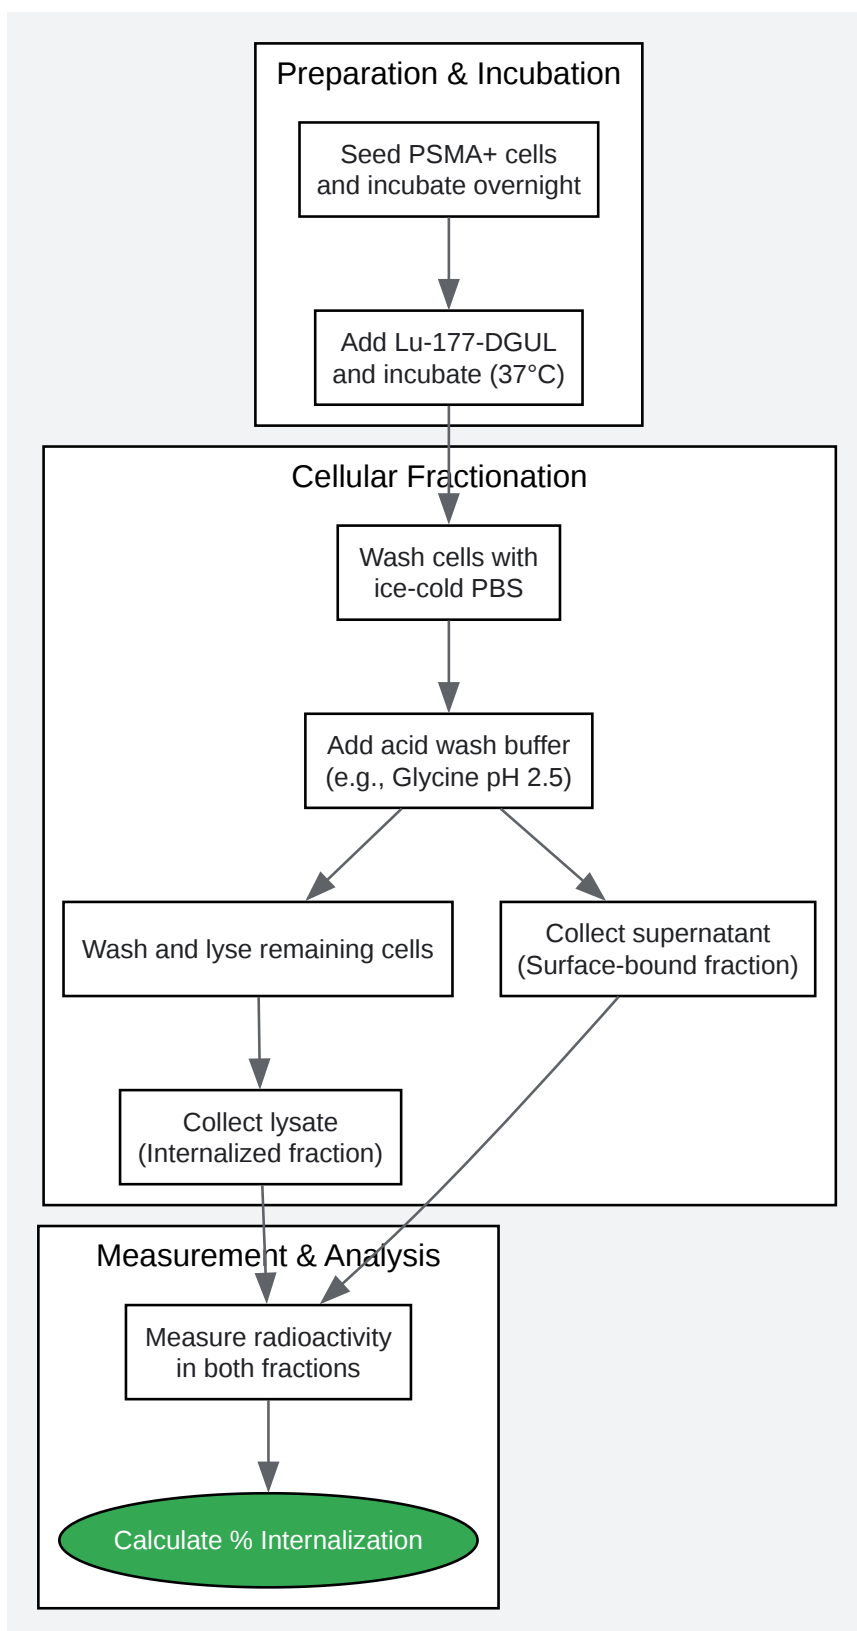 Preparation & Incubation
Seed PSMA+ cells
and incubate overnight
Add Lu-177-DGUL
and incubate (37°C)
Cellular Fractionation
Wash cells with
ice-cold PBS
Add acid wash buffer
(e.g., Glycine pH 2.5)
Wash and lyse remaining cells
Collect supernatant
(Surface-bound fraction)
Collect lysate
(Internalized fraction)
Measurement & Analysis
Measure radioactivity
in both fractions
Calculate % Internalization